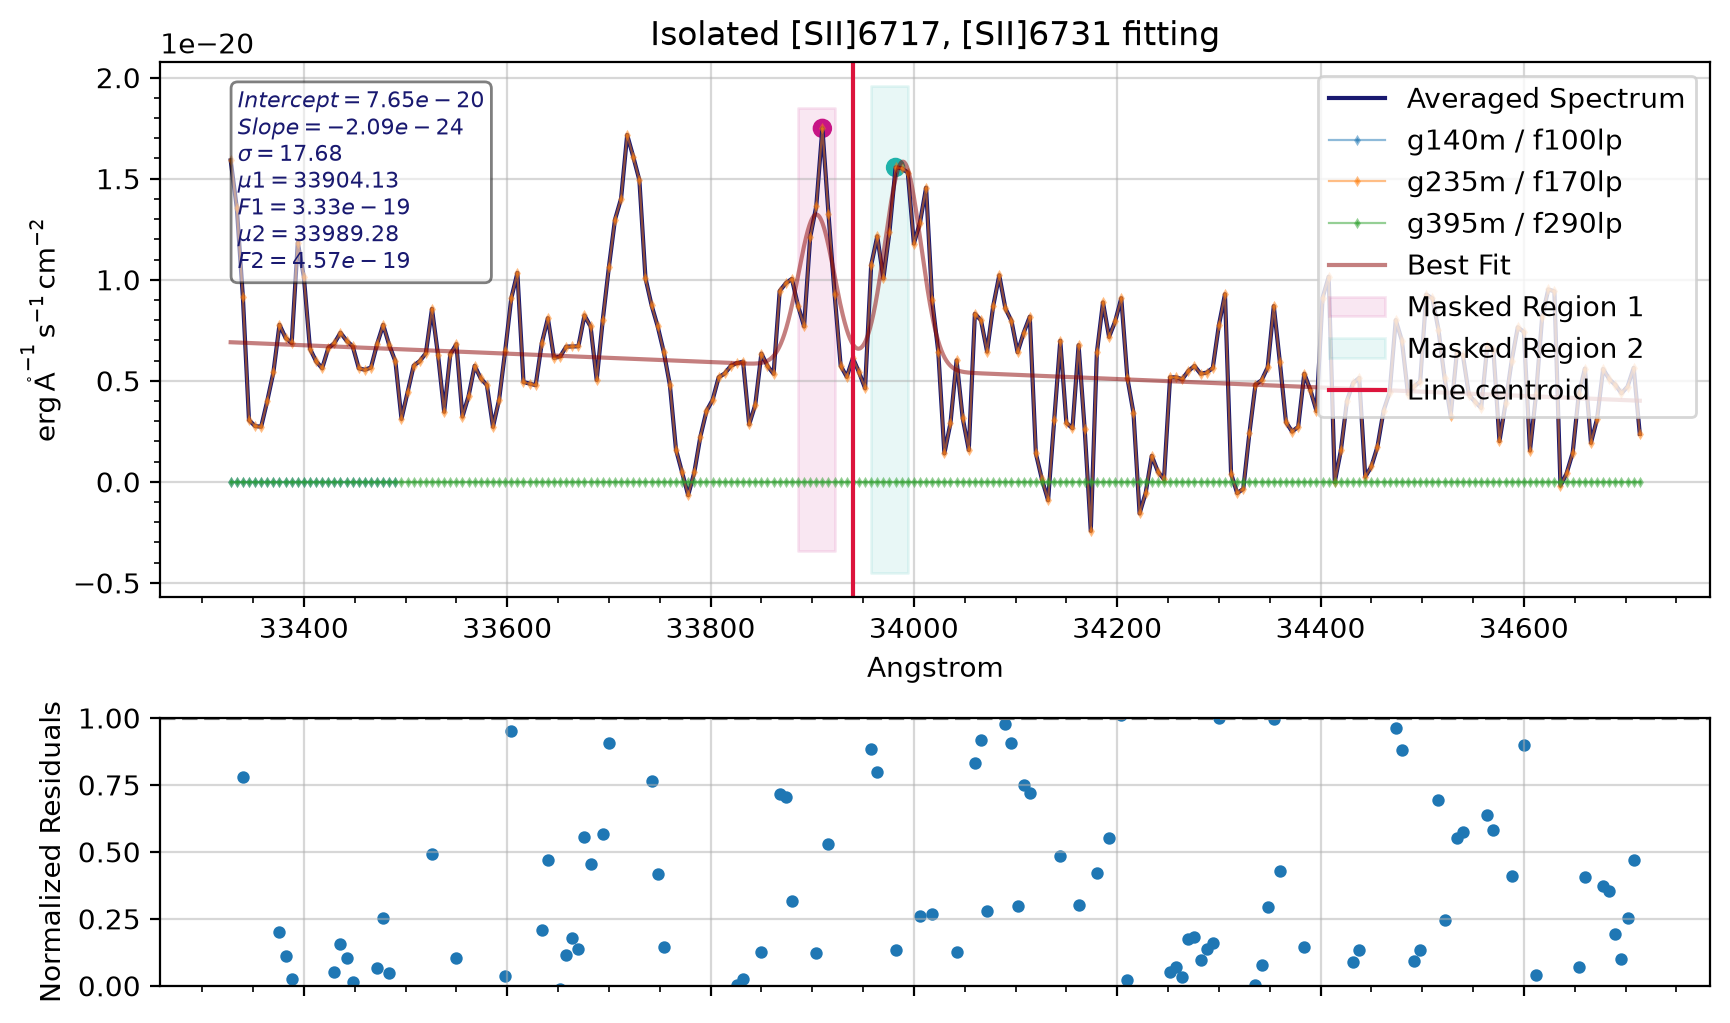 Isolated [SII]6717, [SII]6731 fitting
1e−20
2.0
1.5
1.0
0.5
0.0
−0.5
erg Å⁻¹ s⁻¹ cm⁻²
Intercept = 7.65e − 20
Slope = −2.09e − 24
σ = 17.68
μ1 = 33904.13
F1 = 3.33e − 19
μ2 = 33989.28
F2 = 4.57e − 19
Averaged Spectrum
g140m / f100lp
g235m / f170lp
g395m / f290lp
Best Fit
Masked Region 1
Masked Region 2
Line centroid
33400 33600 33800 34000 34200 34400 34600
Angstrom
1.00
0.75
0.50
0.25
0.00
Normalized Residuals